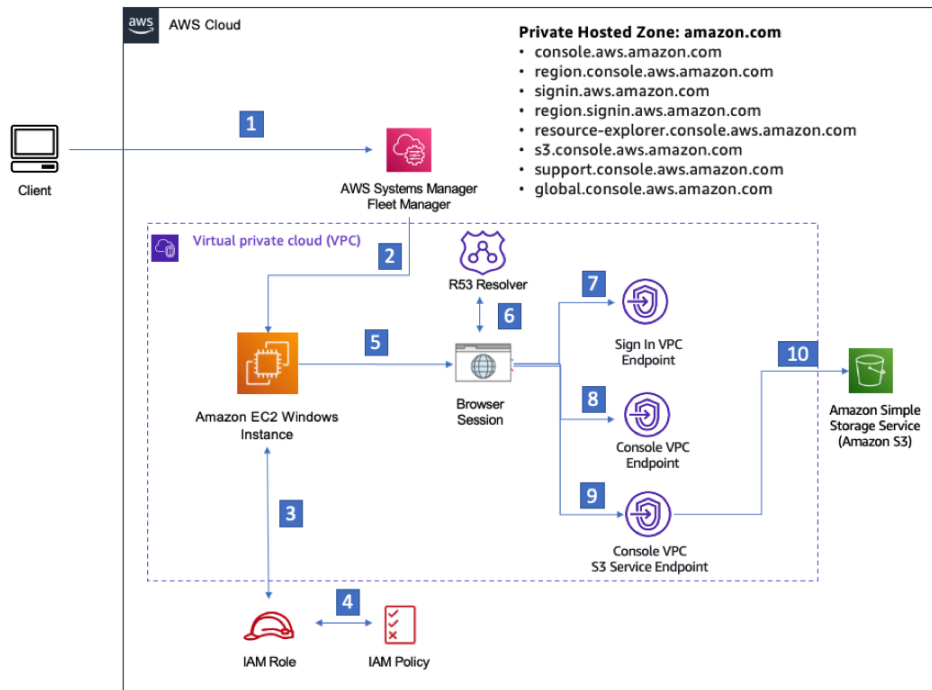 aws
AWS Cloud
Private Hosted Zone: amazon.com
• console.aws.amazon.com
• region.console.aws.amazon.com
• signin.aws.amazon.com
• region.signin.aws.amazon.com
• resource-explorer.console.aws.amazon.com
• s3.console.aws.amazon.com
• support.console.aws.amazon.com
• global.console.aws.amazon.com
1
Client
AWS Systems Manager
Fleet Manager
Virtual private cloud (VPC)
2
R53 Resolver
7
5
6
Sign In VPC
Endpoint
10
Amazon EC2 Windows
Instance
Browser
Session
8
Console VPC
Endpoint
Amazon Simple
Storage Service
(Amazon S3)
3
9
Console VPC
S3 Service Endpoint
4
IAM Role
IAM Policy